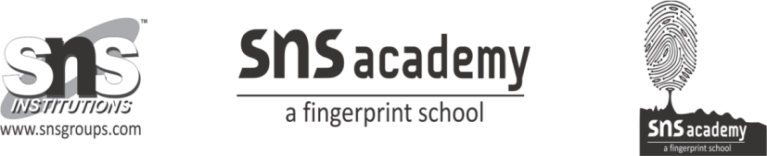 SnS
™
INSTITUTIONS
www.snsgroups.com
SNS academy
a fingerprint school
SNS academy
a fingerprint school